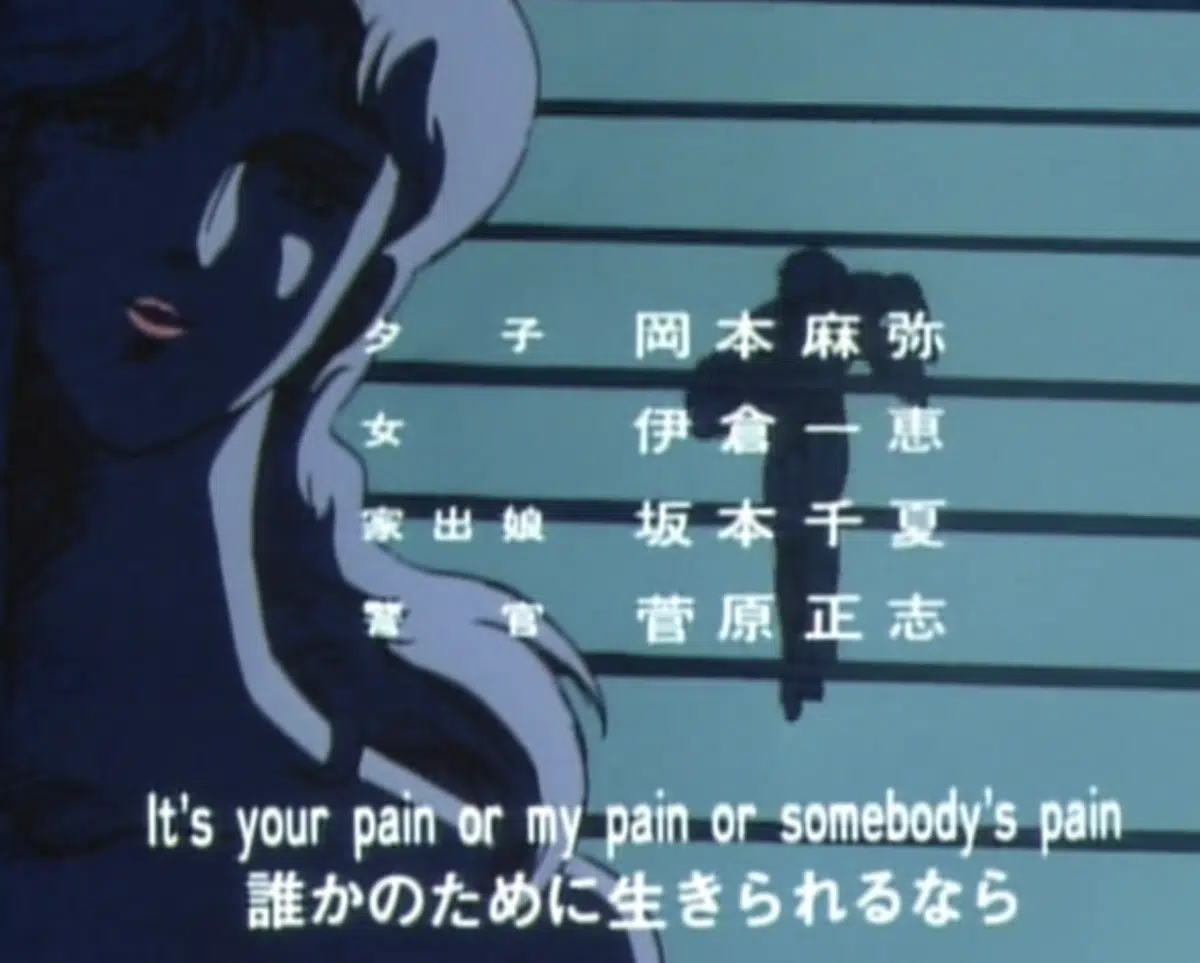 夕子 岡本麻弥
女 伊倉一恵
家出娘 坂本千夏
警官 菅原正志
It's your pain or my pain or somebody's pain
誰かのために生きられるなら